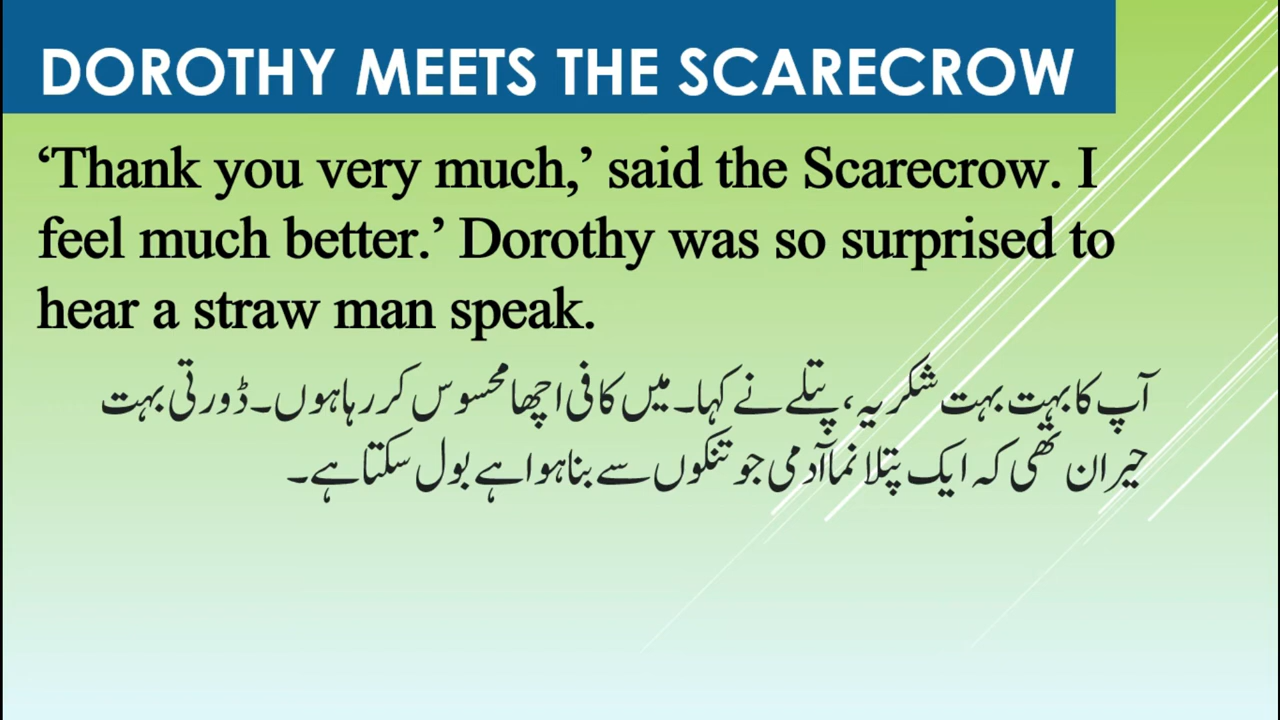 DOROTHY MEETS THE SCARECROW
‘Thank you very much,’ said the Scarecrow. I
feel much better.’ Dorothy was so surprised to
hear a straw man speak.
آپ کا بہت بہت شکریہ، پتلے نے کہا۔ میں کافی اچھا محسوس کر رہا ہوں۔ ڈورتی بہت
حیران تھی کہ ایک پتلا نما آدمی جو تنکوں سے بنا ہوا ہے بول سکتا ہے۔